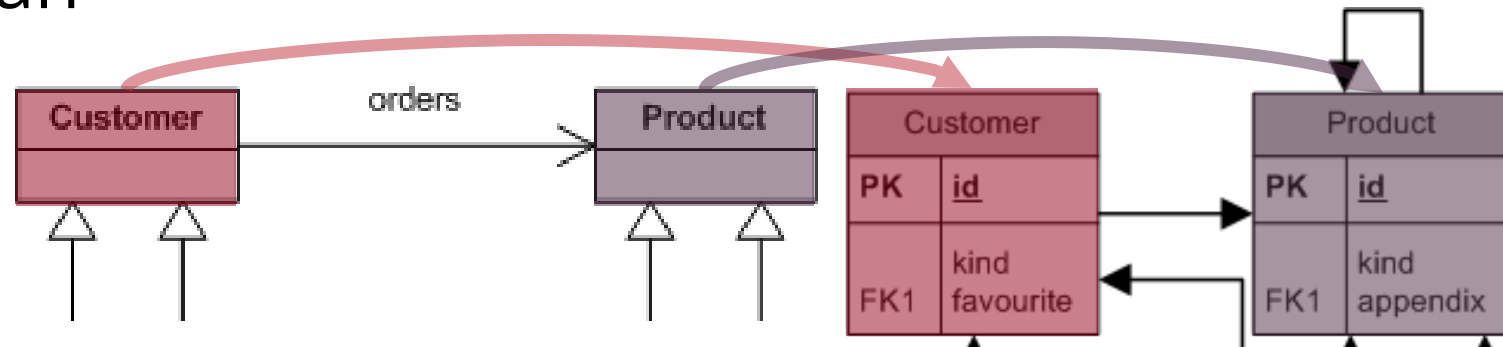 orders
Customer
Product
Customer
PK id
kind
FK1 favourite
Product
PK id
kind
FK1 appendix